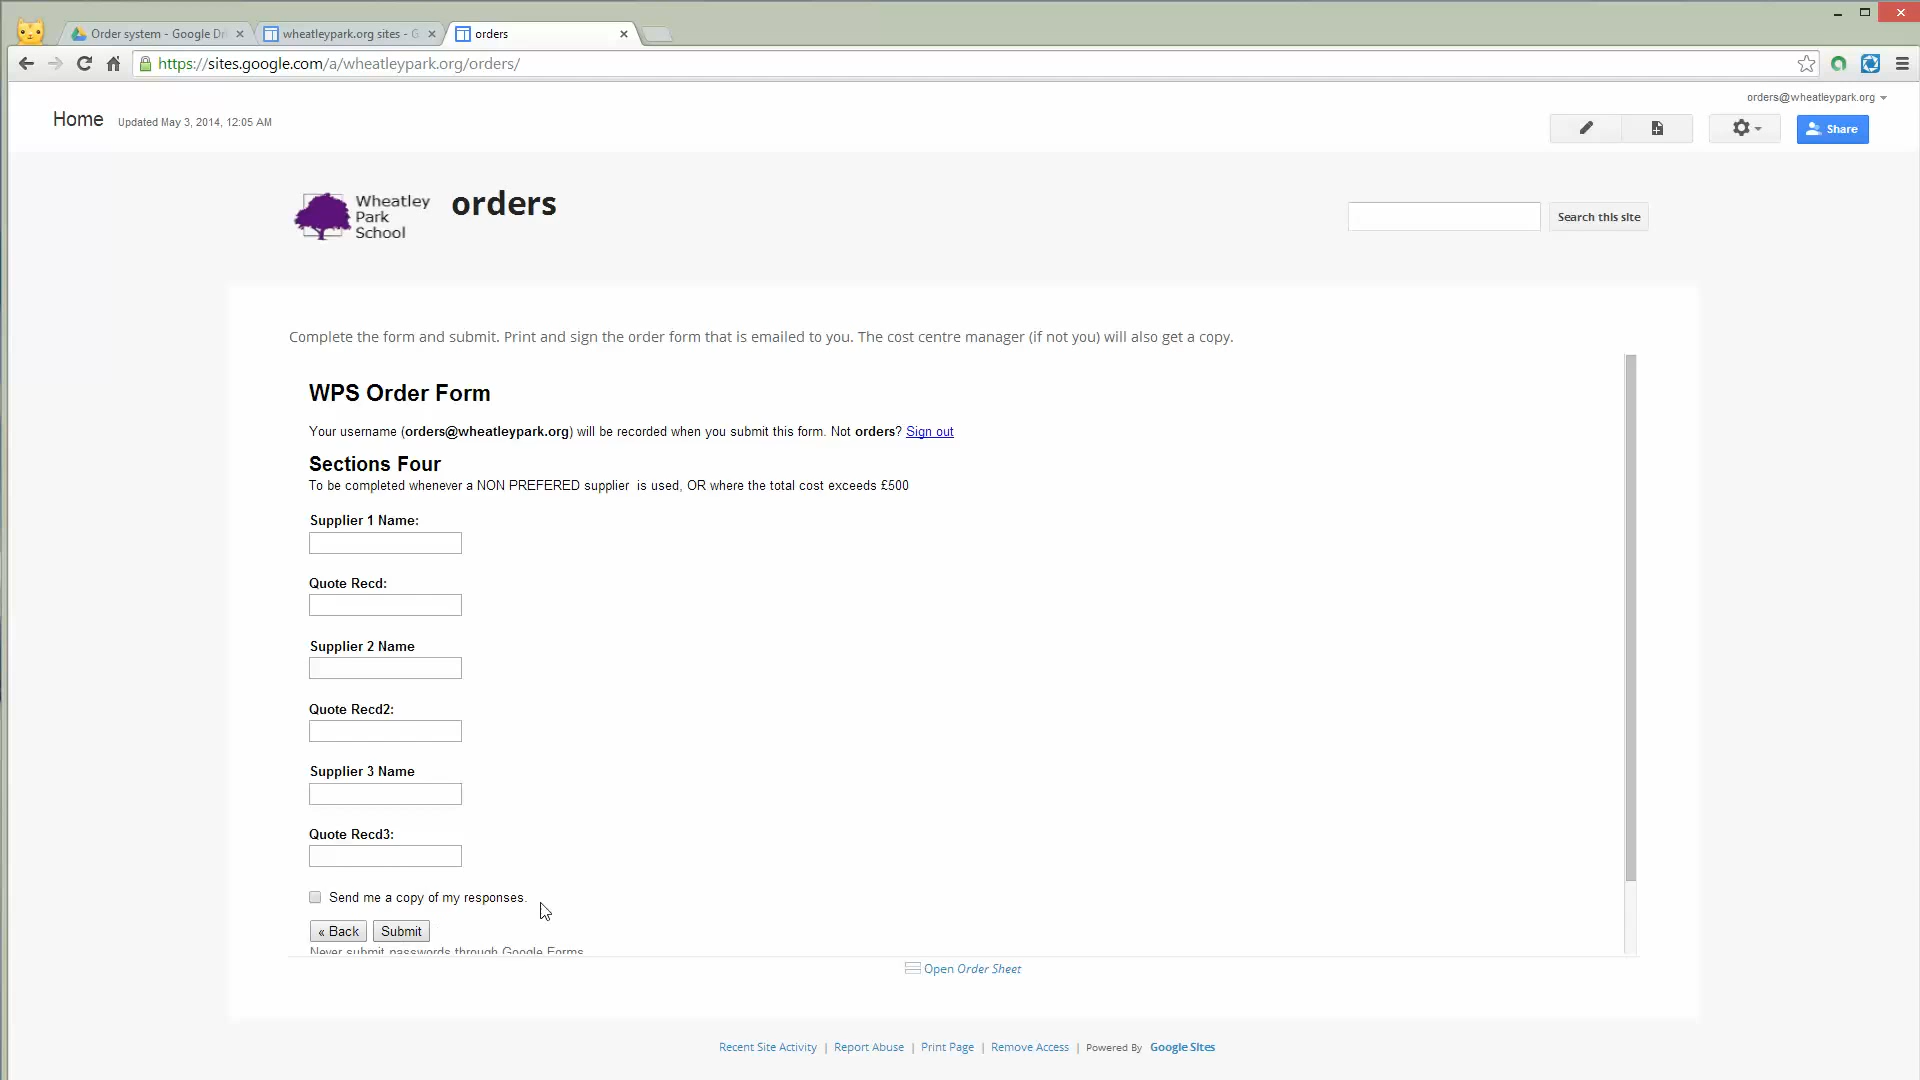 Order system - Google Dri
wheatleypark.org sites - G
orders
https://sites.google.com/a/wheatleypark.org/orders/
orders@wheatleypark.org
Home
Updated May 3, 2014, 12:05 AM
Share
Wheatley
Park
School
orders
Search this site
Complete the form and submit. Print and sign the order form that is emailed to you. The cost centre manager (if not you) will also get a copy.
WPS Order Form
Your username (orders@wheatleypark.org) will be recorded when you submit this form. Not orders? Sign out
Sections Four
To be completed whenever a NON PREFERED supplier is used, OR where the total cost exceeds £500
Supplier 1 Name:
Quote Recd:
Supplier 2 Name
Quote Recd2:
Supplier 3 Name
Quote Recd3:
Send me a copy of my responses.
« Back
Submit
Never submit passwords through Google Forms
Open Order Sheet
Recent Site Activity | Report Abuse | Print Page | Remove Access | Powered By Google Sites